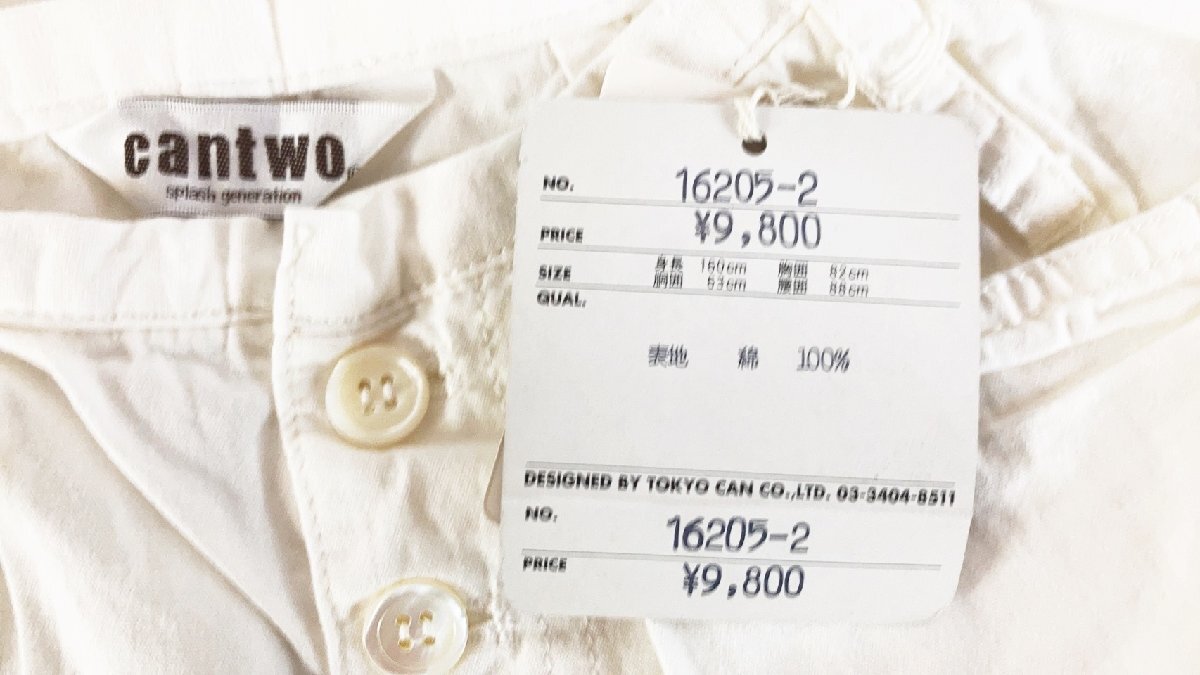 cantwo
splash generation
NO. 16205-2
PRICE ¥9,800
SIZE 身長 160cm 胸囲 82cm
胴囲 63cm 腰囲 88cm
QUAL.
表地 綿 100%
DESIGNED BY TOKYO CAN CO.,LTD. 03-3404-8511
NO. 16205-2
PRICE ¥9,800